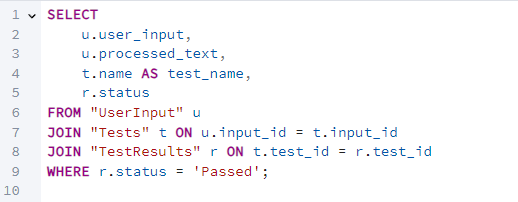 1 SELECT
2 u.user_input,
3 u.processed_text,
4 t.name AS test_name,
5 r.status
6 FROM "UserInput" u
7 JOIN "Tests" t ON u.input_id = t.input_id
8 JOIN "TestResults" r ON t.test_id = r.test_id
9 WHERE r.status = 'Passed';
10